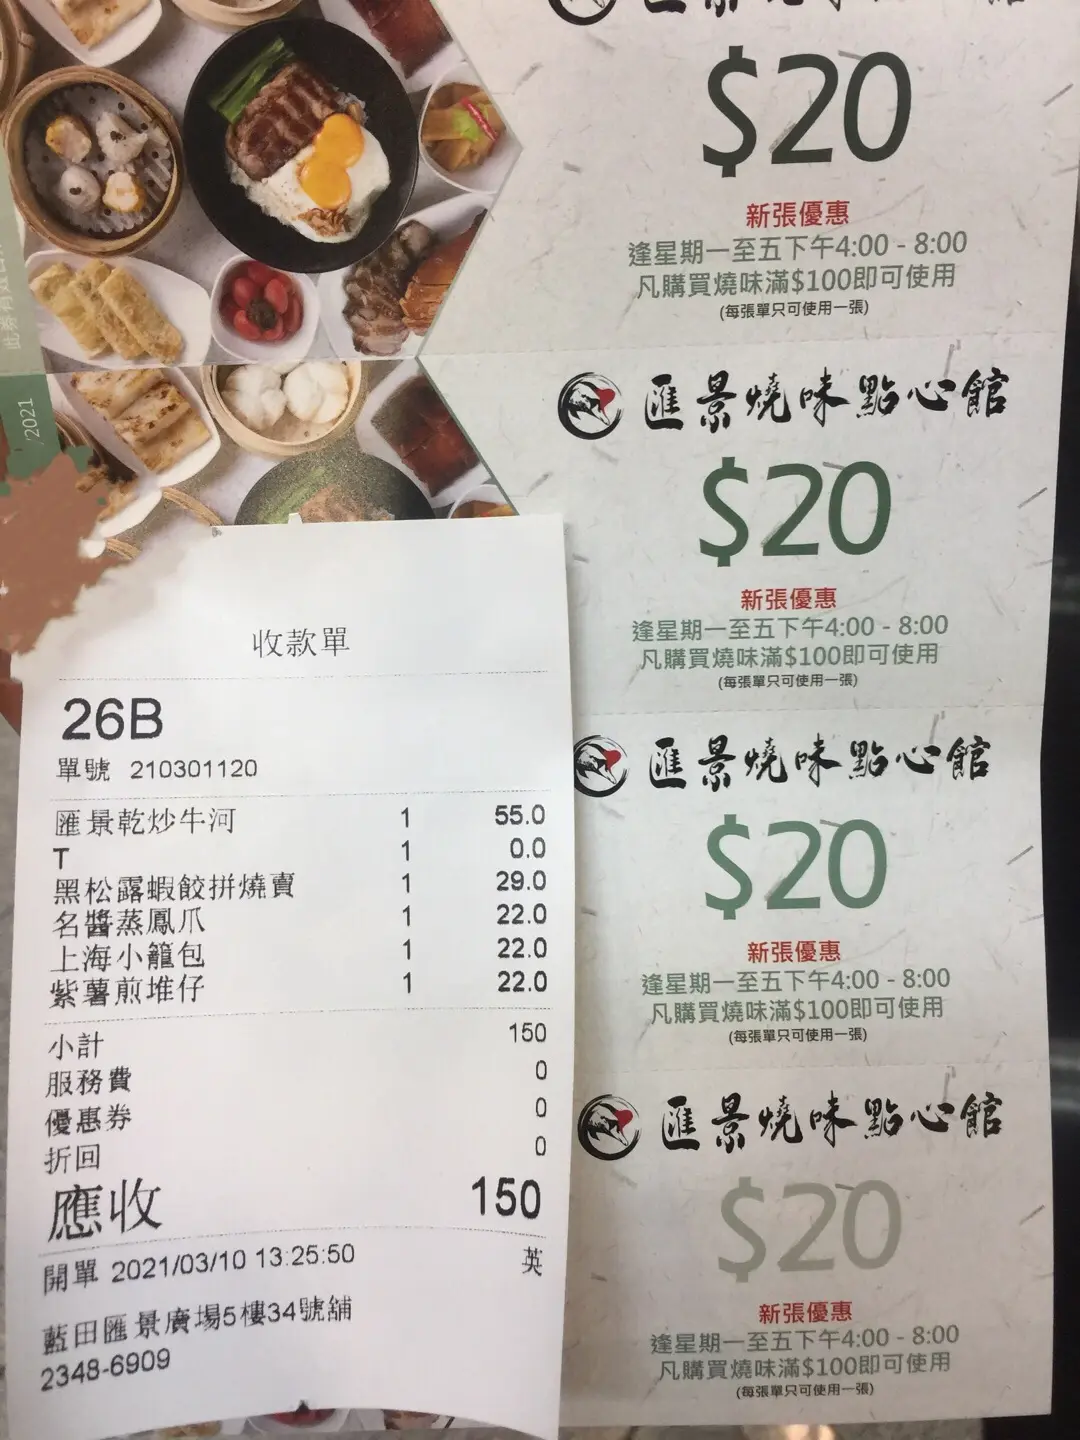 $20
新張優惠
逢星期一至五下午4:00 - 8:00
凡購買燒味滿$100即可使用
(每張單只可使用一張)
匯景燒味點心館
$20
新張優惠
逢星期一至五下午4:00 - 8:00
凡購買燒味滿$100即可使用
(每張單只可使用一張)
匯景燒味點心館
$20
新張優惠
逢星期一至五下午4:00 - 8:00
凡購買燒味滿$100即可使用
(每張單只可使用一張)
匯景燒味點心館
$20
新張優惠
逢星期一至五下午4:00 - 8:00
凡購買燒味滿$100即可使用
(每張單只可使用一張)
/2021
收款單
26B
單號 210301120
匯景乾炒牛河 1 55.0
T 1 0.0
黑松露蝦餃拼燒賣 1 29.0
名醬蒸鳳爪 1 22.0
上海小籠包 1 22.0
紫薯煎堆仔 1 22.0
小計 150
服務費 0
優惠券 0
折回 0
應收 150
開單 2021/03/10 13:25:50 英
藍田匯景廣場5樓34號舖
2348-6909